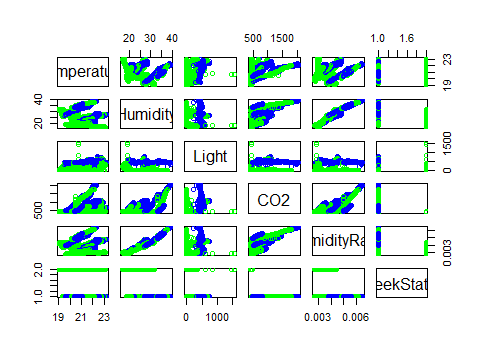 20 30 40 500 1500 1.0 1.6
mperatu
19 23
20 40
Humidity
Light
0 1500
500
CO2
midityRa
0.003
1.0 2.0
eekStat
19 21 23 0 1000 0.003 0.006